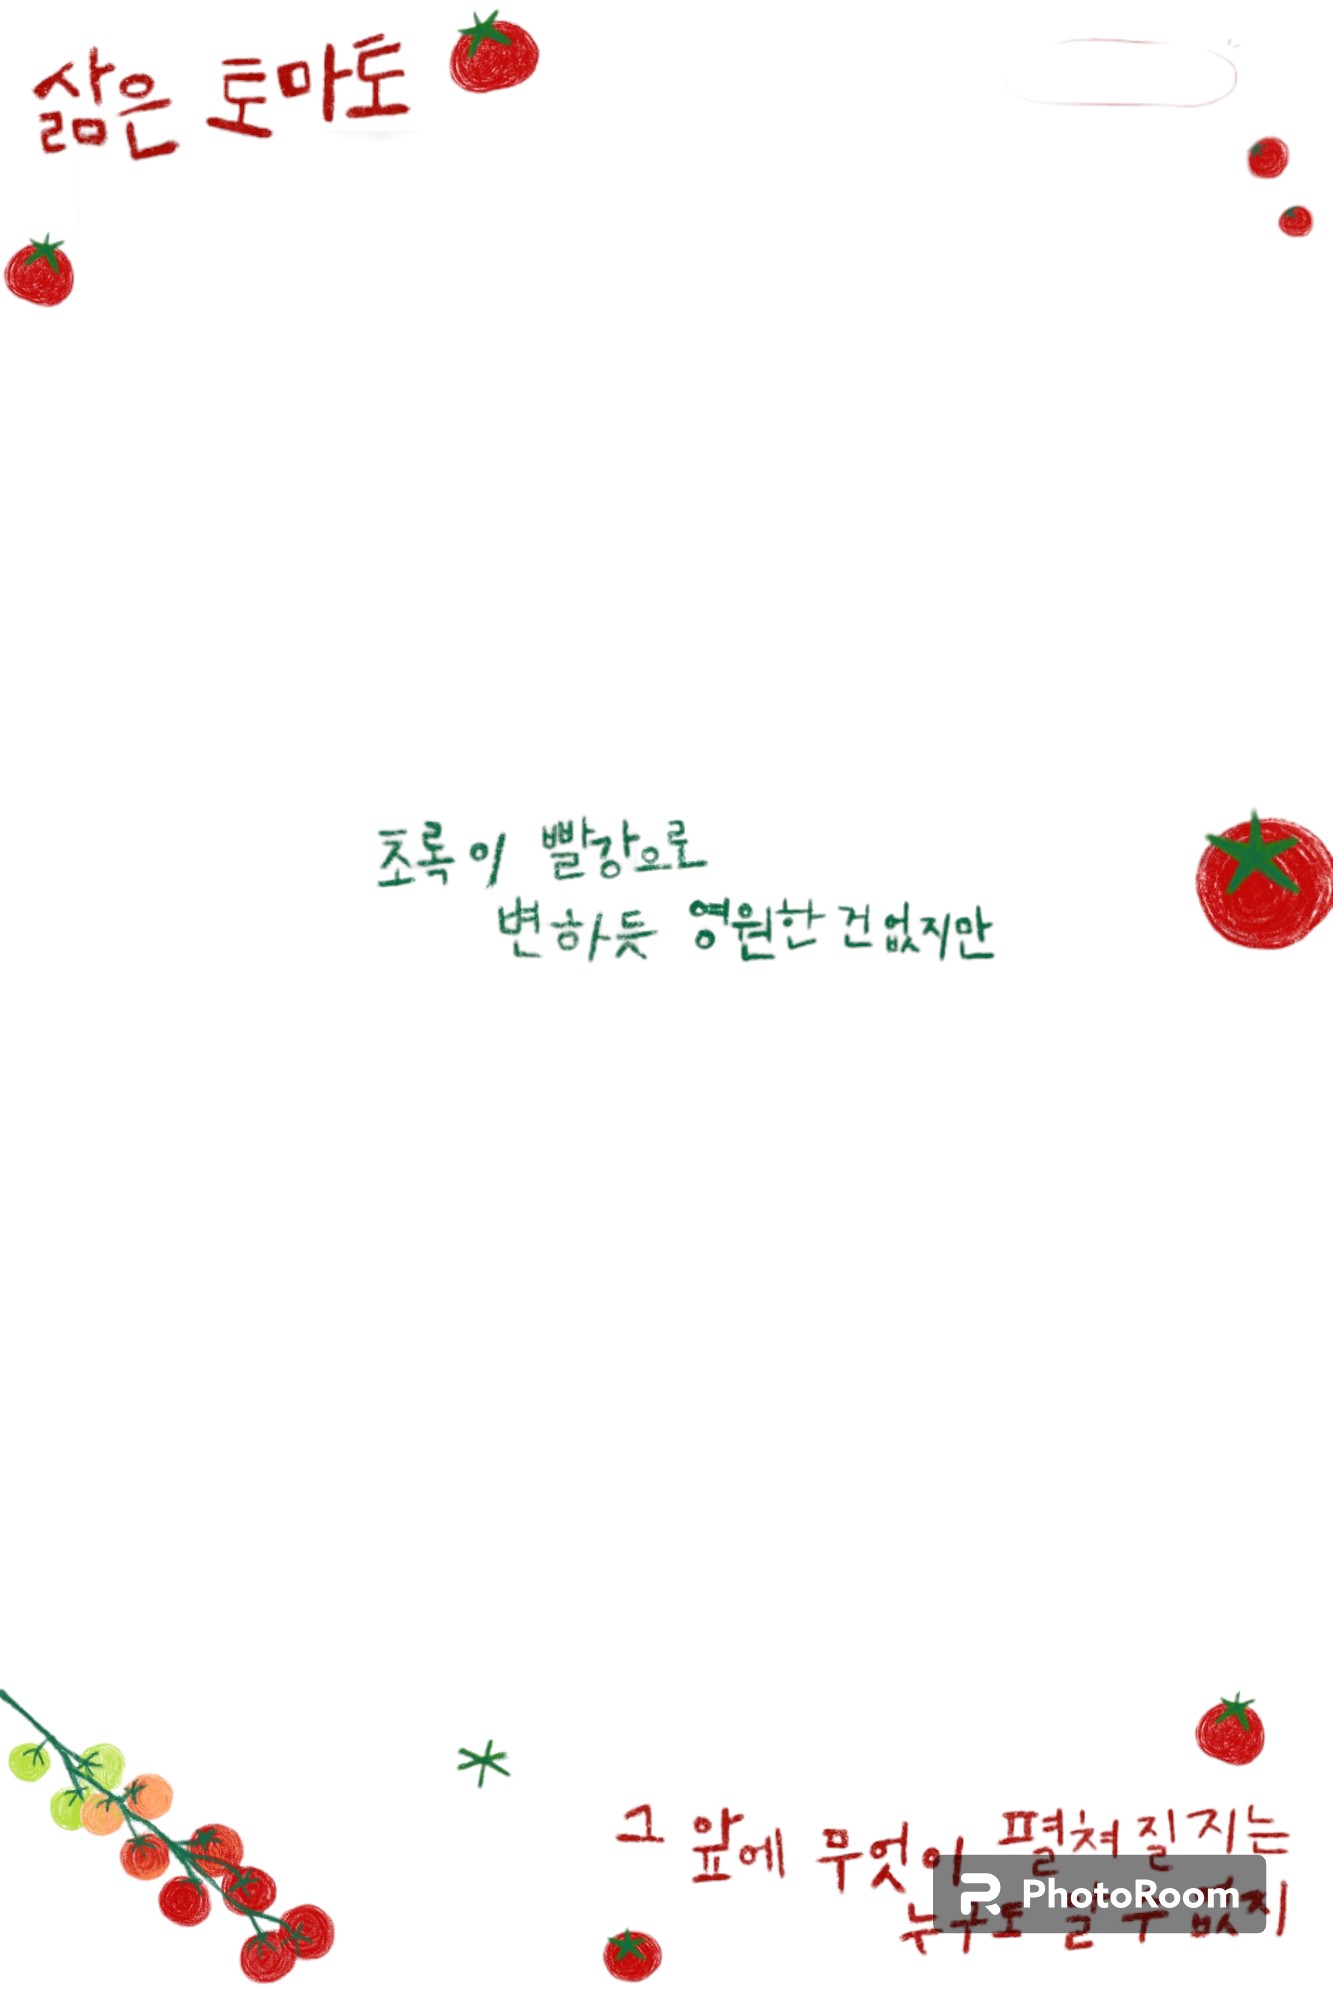 삶은 토마토
초록이 빨강으로
변하듯 영원한 건 없지만
그 앞에 무엇이 펼쳐질지는
누구도 알 수 없지
PhotoRoom